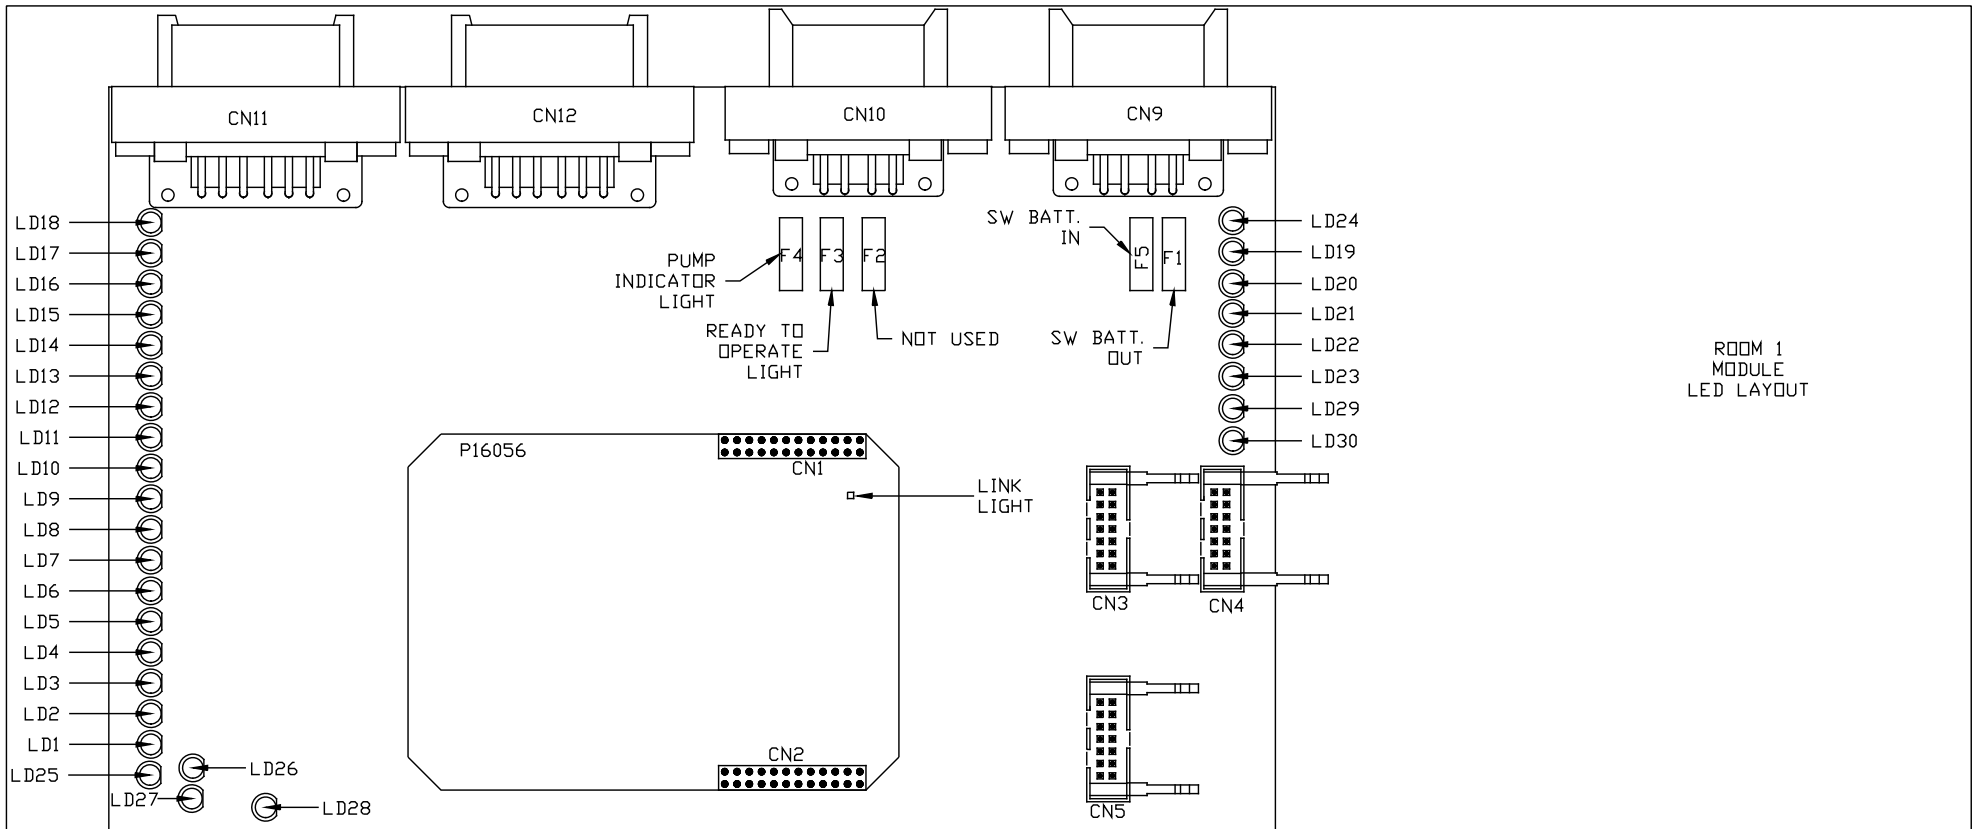 CN11
CN12
CN10
CN9
LD18
LD17
LD16
LD15
LD14
LD13
LD12
LD11
LD10
LD9
LD8
LD7
LD6
LD5
LD4
LD3
LD2
LD1
LD25
LD26
LD27
LD28
PUMP
INDICATOR
LIGHT
F4
F3
F2
READY TO
OPERATE
LIGHT
NOT USED
SW BATT.
IN
F5
F1
SW BATT.
OUT
LD24
LD19
LD20
LD21
LD22
LD23
LD29
LD30
ROOM 1
MODULE
LED LAYOUT
P16056
CN1
LINK
LIGHT
CN2
CN3
CN4
CN5